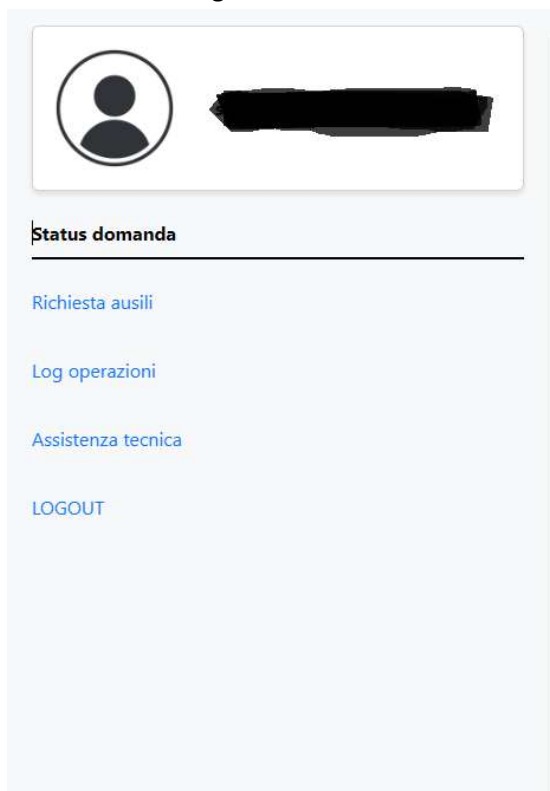 Status domanda
Richiesta ausili
Log operazioni
Assistenza tecnica
LOGOUT